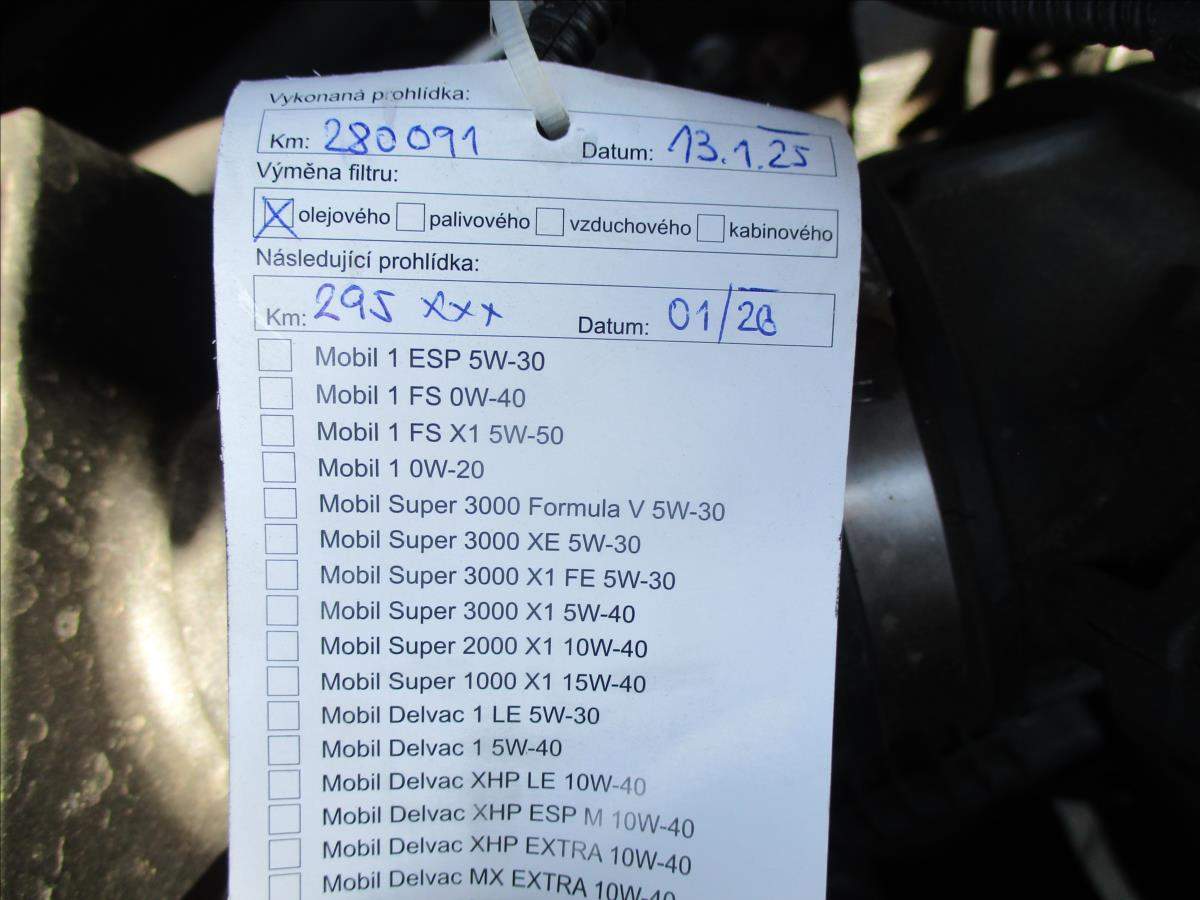 Vykonaná prohlídka:
Km: 280091 Datum: 13.1.25
Výměna filtru:
olejového palivového vzduchového kabinového
Následující prohlídka:
Km: 295 xxx Datum: 01/26
Mobil 1 ESP 5W-30
Mobil 1 FS 0W-40
Mobil 1 FS X1 5W-50
Mobil 1 0W-20
Mobil Super 3000 Formula V 5W-30
Mobil Super 3000 XE 5W-30
Mobil Super 3000 X1 FE 5W-30
Mobil Super 3000 X1 5W-40
Mobil Super 2000 X1 10W-40
Mobil Super 1000 X1 15W-40
Mobil Delvac 1 LE 5W-30
Mobil Delvac 1 5W-40
Mobil Delvac XHP LE 10W-40
Mobil Delvac XHP ESP M 10W-40
Mobil Delvac XHP EXTRA 10W-40
Mobil Delvac MX EXTRA 10W-40